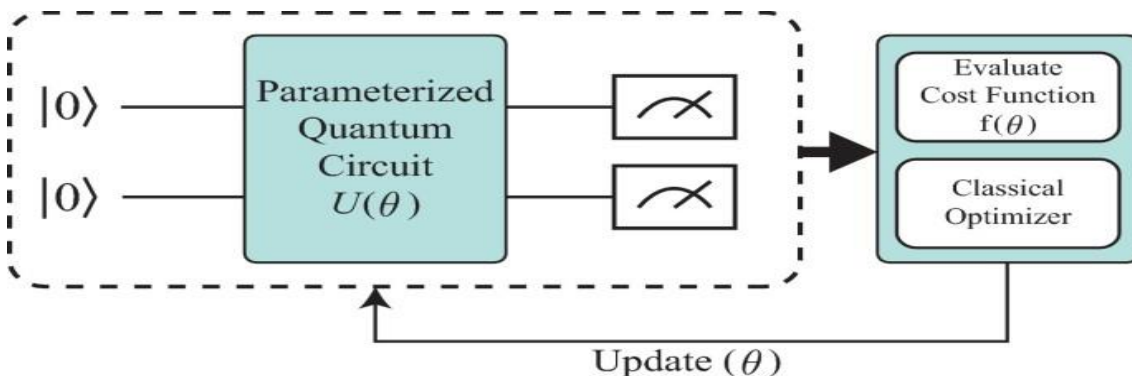 |0⟩
|0⟩
Parameterized
Quantum
Circuit
U(θ)
Evaluate
Cost Function
f(θ)
Classical
Optimizer
Update (θ)